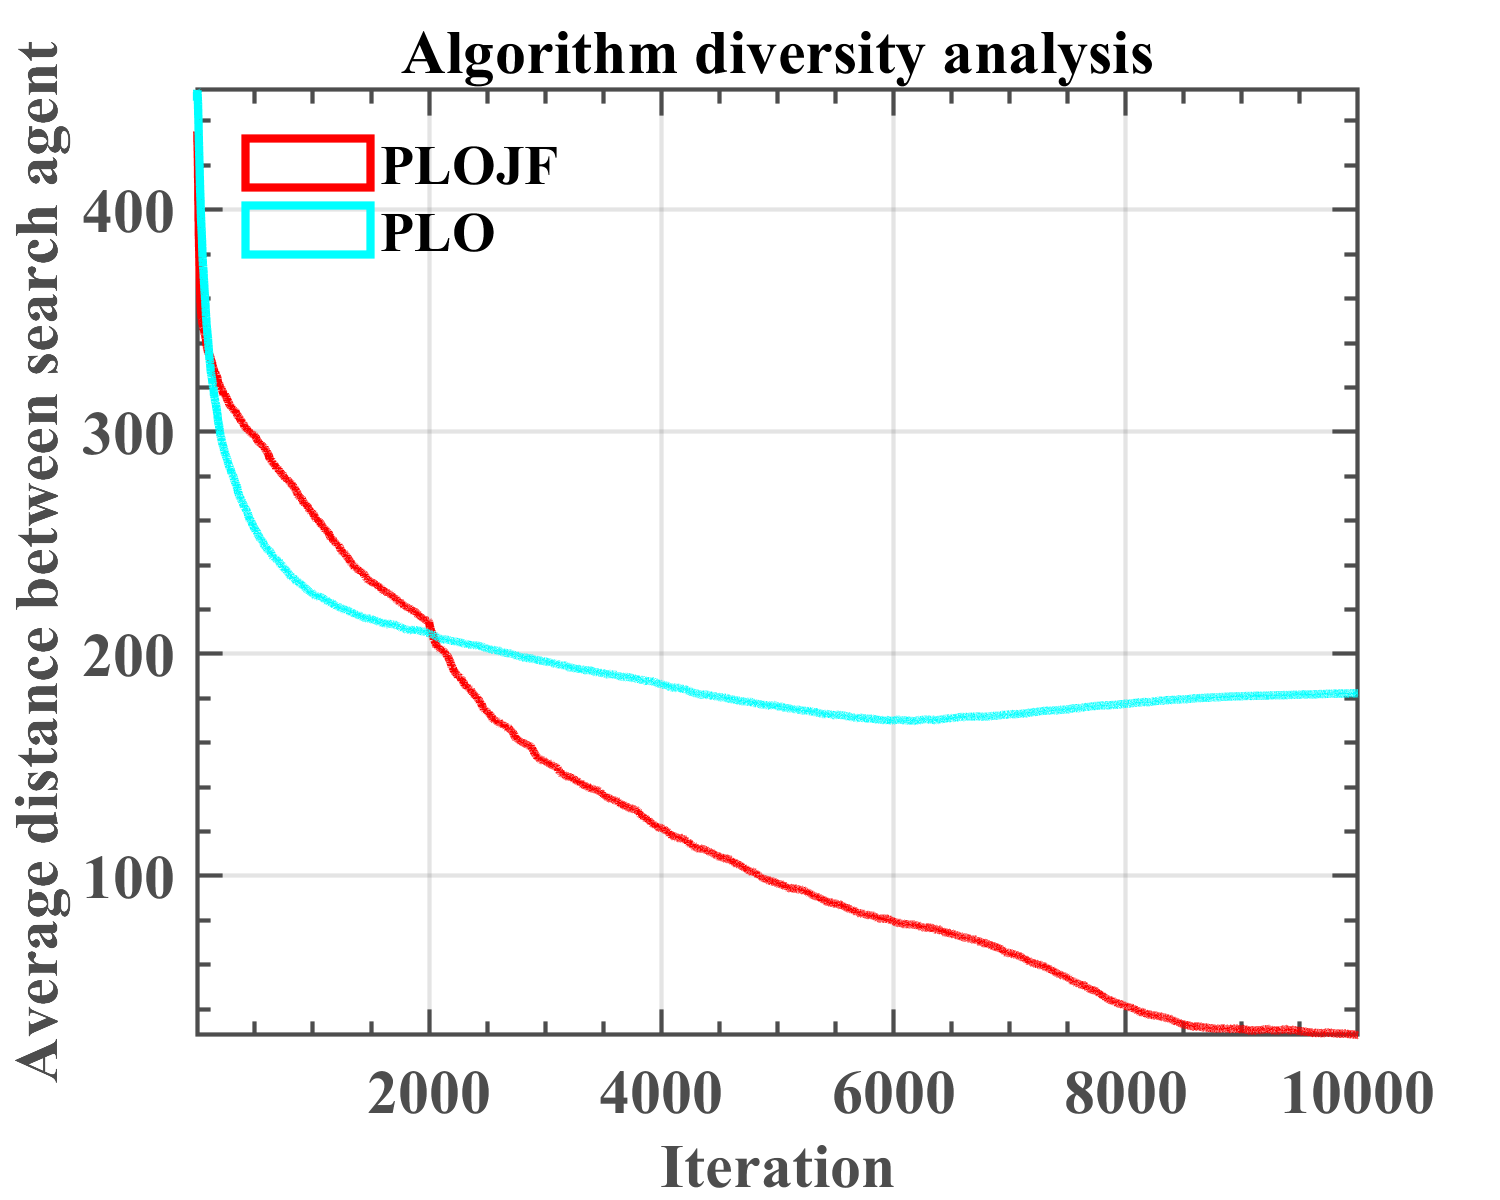 Algorithm diversity analysis
Average distance between search agent
PLOJF
PLO
400
300
200
100
2000 4000 6000 8000 10000
Iteration